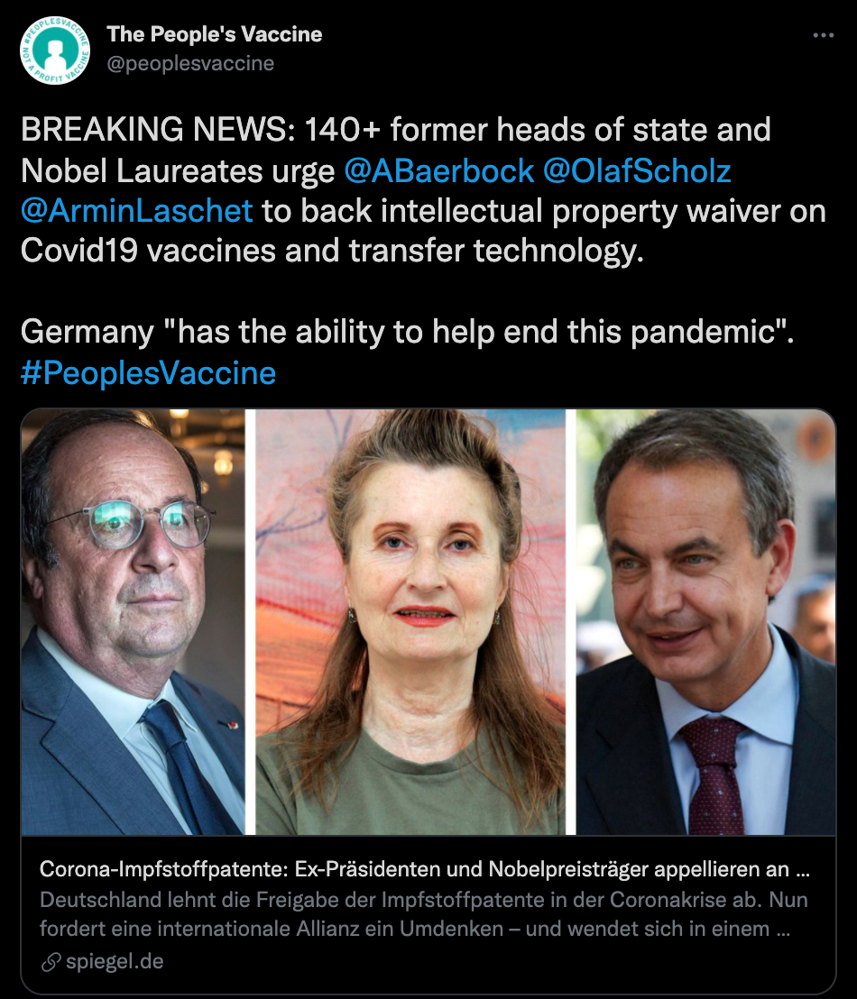 The People's Vaccine
@peoplesvaccine
#PEOPLESVACCINE
NOT A PROFIT VACCINE
BREAKING NEWS: 140+ former heads of state and
Nobel Laureates urge @ABaerbock @OlafScholz
@ArminLaschet to back intellectual property waiver on
Covid19 vaccines and transfer technology.
Germany "has the ability to help end this pandemic".
#PeoplesVaccine
Corona-Impfstoffpatente: Ex-Präsidenten und Nobelpreisträger appellieren an ...
Deutschland lehnt die Freigabe der Impfstoffpatente in der Coronakrise ab. Nun
fordert eine internationale Allianz ein Umdenken – und wendet sich in einem ...
spiegel.de